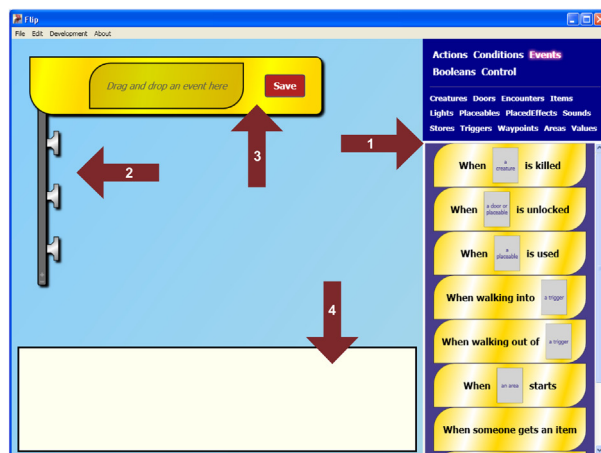 Flip
File Edit Development About
Drag and drop an event here
Save
1
2
3
4
Actions Conditions Events
Booleans Control
Creatures Doors Encounters Items
Lights Placeables PlacedEffects Sounds
Stores Triggers Waypoints Areas Values
When a creature is killed
When a door or placeable is unlocked
When a placeable is used
When walking into a trigger
When walking out of a trigger
When an area starts
When someone gets an item